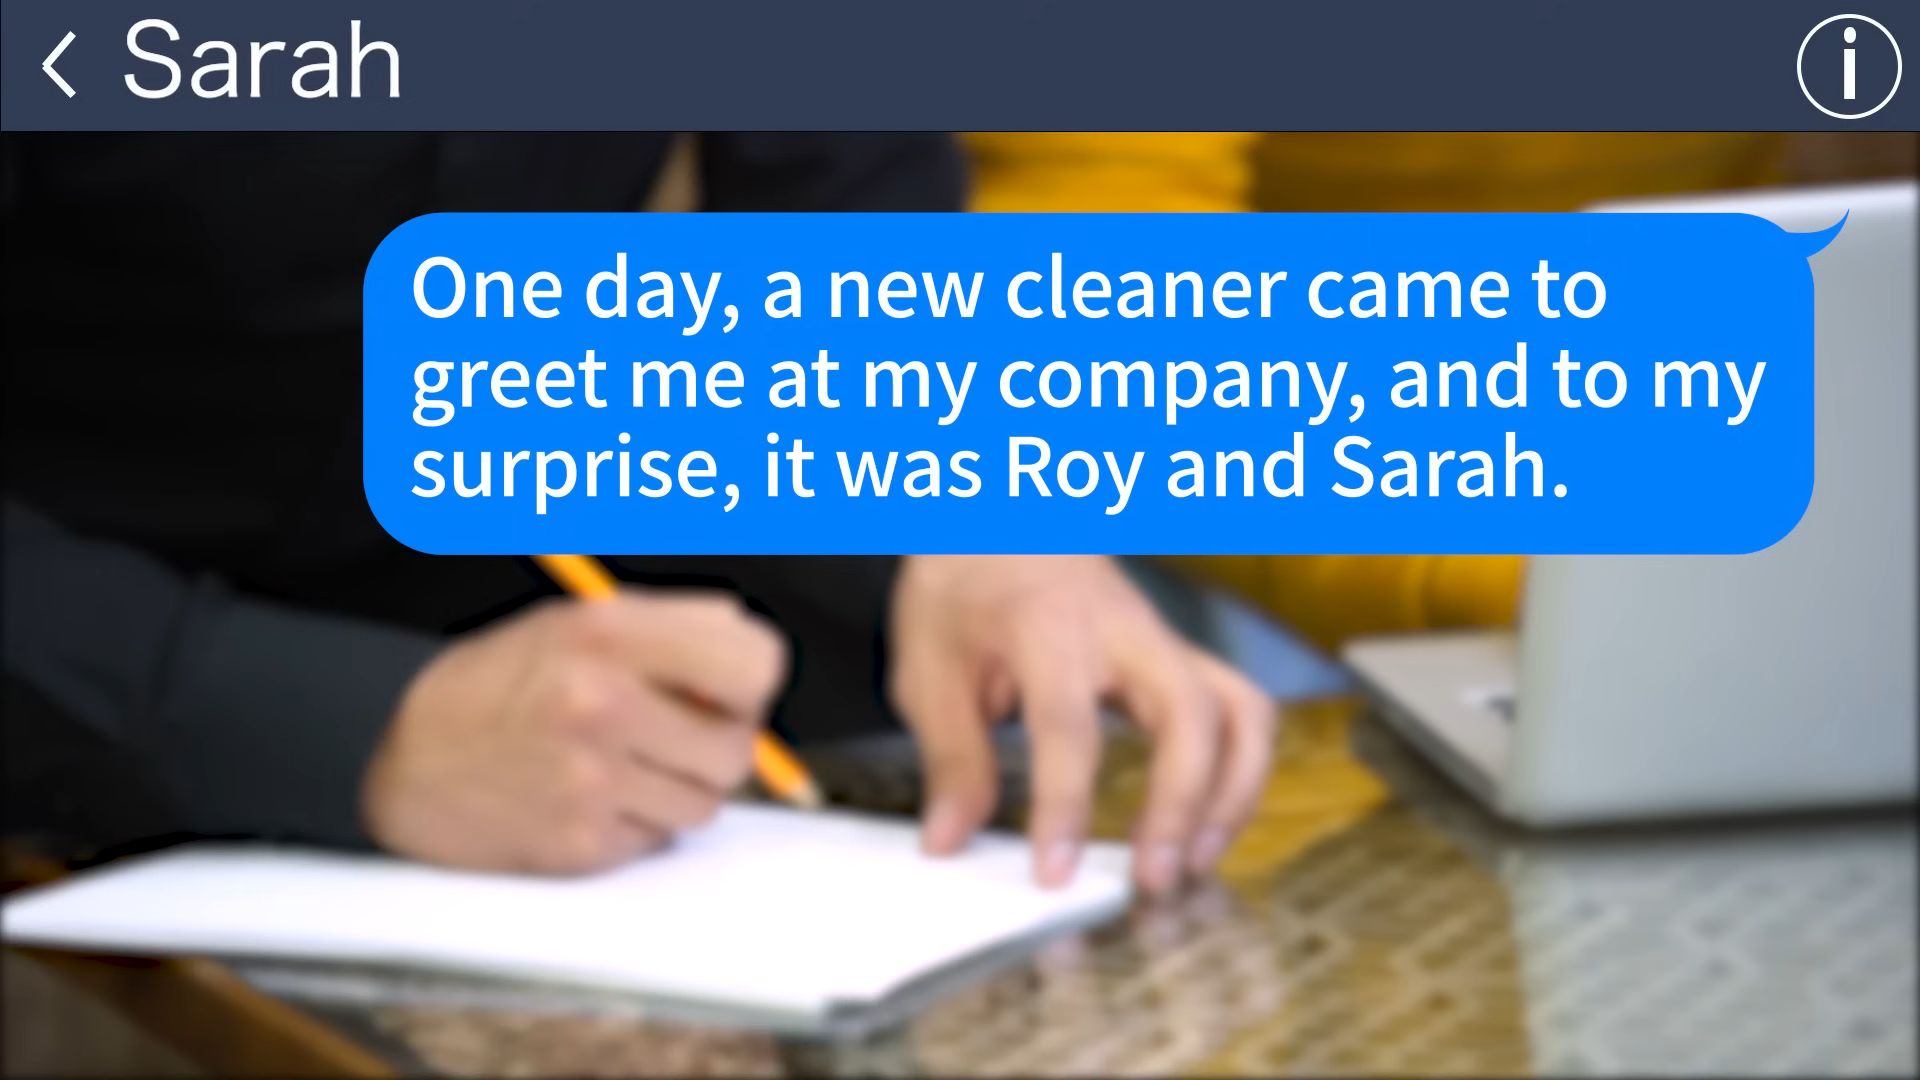 Sarah
One day, a new cleaner came to
greet me at my company, and to my
surprise, it was Roy and Sarah.